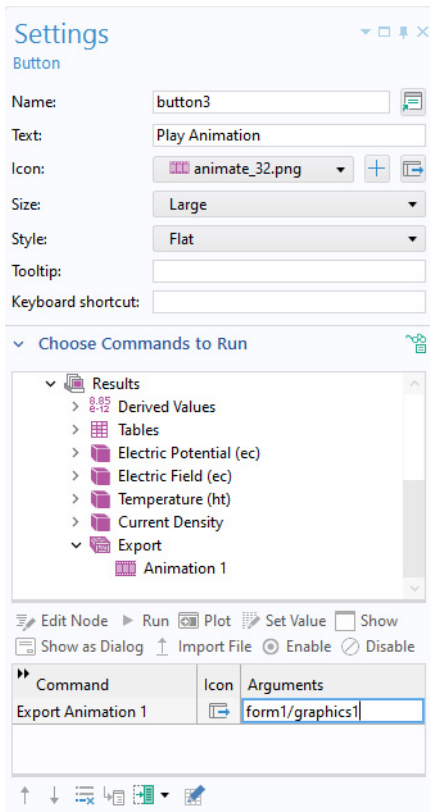 Settings
Button
Name: button3
Text: Play Animation
Icon: animate_32.png
Size: Large
Style: Flat
Tooltip:
Keyboard shortcut:
Choose Commands to Run
Results
8.85 e-12 Derived Values
Tables
Electric Potential (ec)
Electric Field (ec)
Temperature (ht)
Current Density
Export
Animation 1
Edit Node Run Plot Set Value Show
Show as Dialog Import File Enable Disable
Command Icon Arguments
Export Animation 1 form1/graphics1